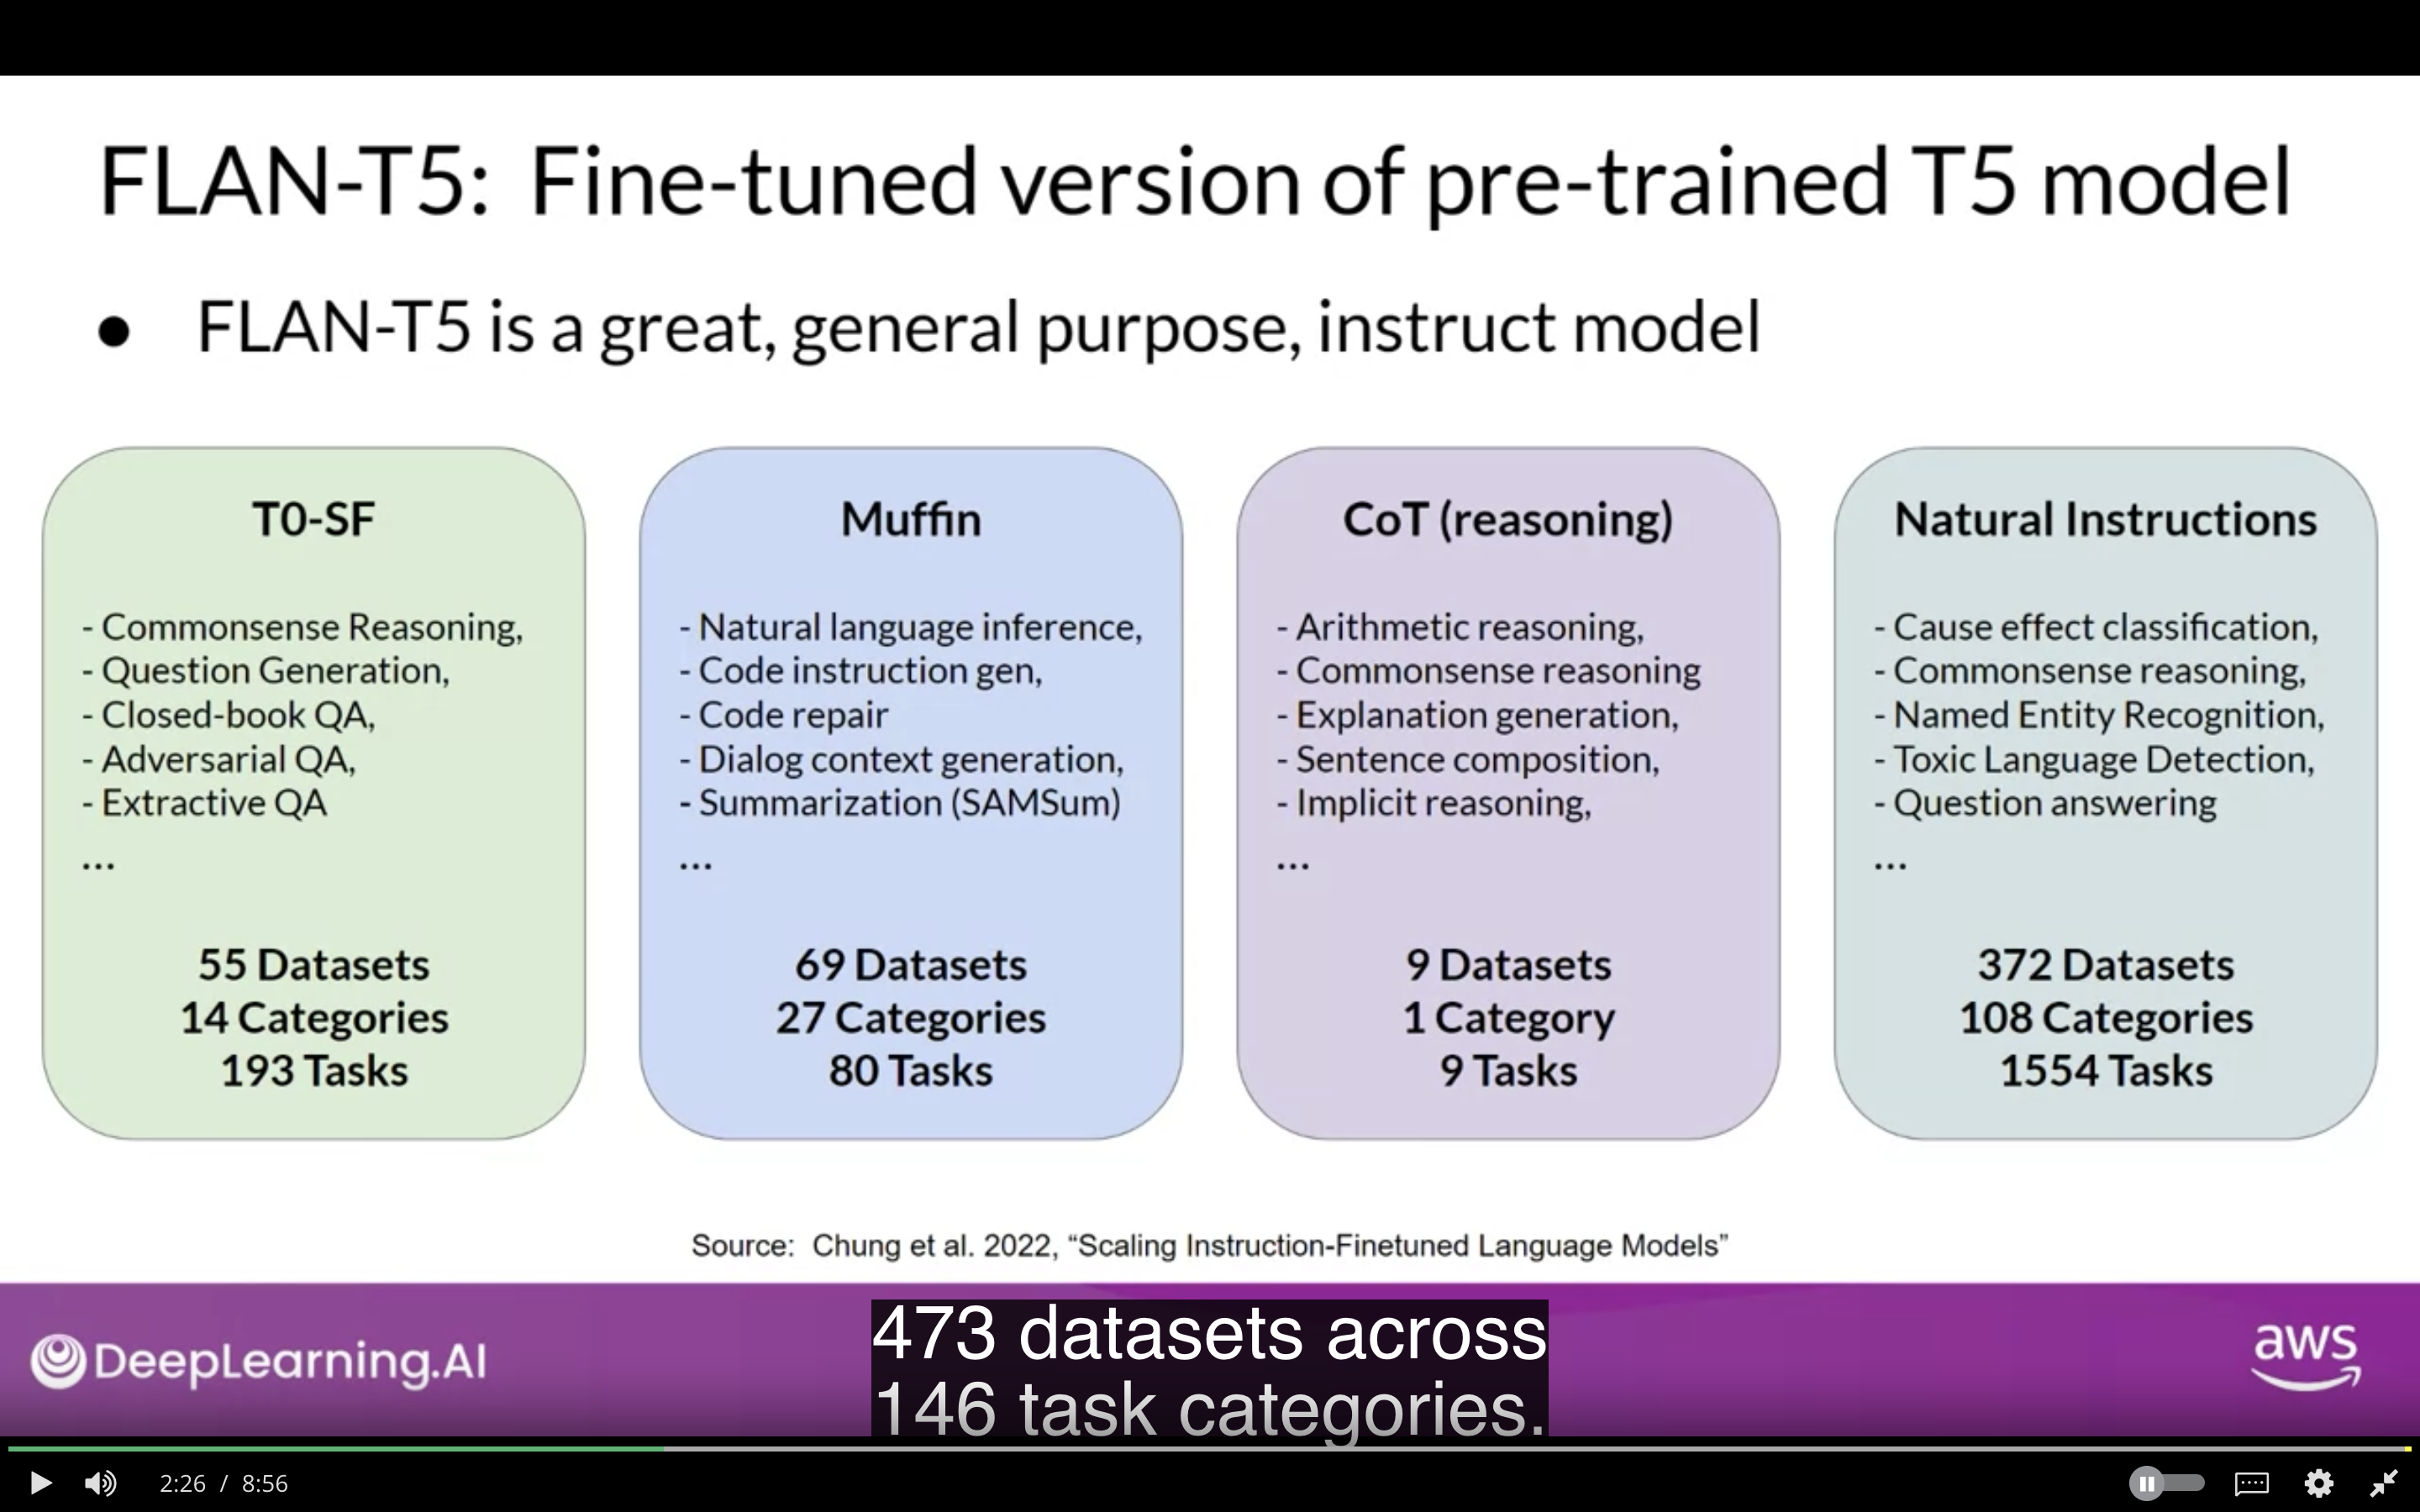 FLAN-T5: Fine-tuned version of pre-trained T5 model
● FLAN-T5 is a great, general purpose, instruct model
T0-SF
- Commonsense Reasoning,
- Question Generation,
- Closed-book QA,
- Adversarial QA,
- Extractive QA
...
55 Datasets
14 Categories
193 Tasks
Muffin
- Natural language inference,
- Code instruction gen,
- Code repair
- Dialog context generation,
- Summarization (SAMSum)
...
69 Datasets
27 Categories
80 Tasks
CoT (reasoning)
- Arithmetic reasoning,
- Commonsense reasoning
- Explanation generation,
- Sentence composition,
- Implicit reasoning,
...
9 Datasets
1 Category
9 Tasks
Natural Instructions
- Cause effect classification,
- Commonsense reasoning,
- Named Entity Recognition,
- Toxic Language Detection,
- Question answering
...
372 Datasets
108 Categories
1554 Tasks
Source: Chung et al. 2022, “Scaling Instruction-Finetuned Language Models”
DeepLearning.AI
473 datasets across
146 task categories.
aws
2:26 / 8:56